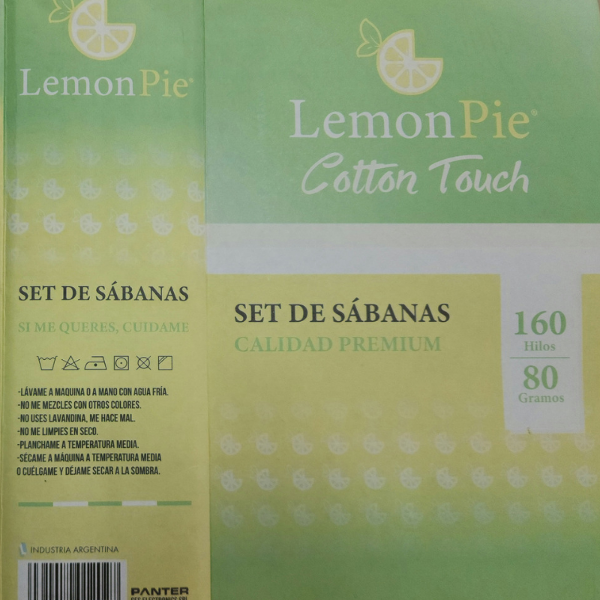 LemonPie®
SET DE SÁBANAS
SI ME QUERES, CUIDAME
-LÁVAME A MAQUINA O A MANO CON AGUA FRÍA.
-NO ME MEZCLES CON OTROS COLORES.
-NO USES LAVANDINA, ME HACE MAL.
-NO ME LIMPIES EN SECO.
-PLANCHAME A TEMPERATURA MEDIA.
-SÉCAME A MÁQUINA A TEMPERATURA MEDIA
O CUÉLGAME Y DÉJAME SECAR A LA SOMBRA.
INDUSTRIA ARGENTINA
PANTER
LemonPie®
Cotton Touch
SET DE SÁBANAS
CALIDAD PREMIUM
160
Hilos
80
Gramos